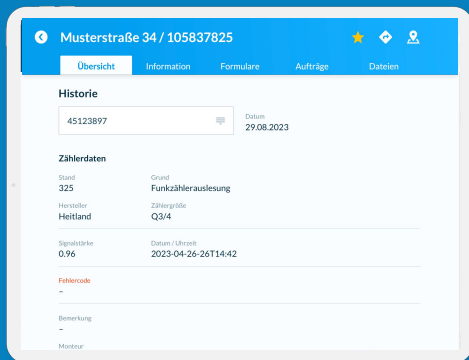 Musterstraße 34 / 105837825
Übersicht Information Formulare Aufträge Dateien
Historie
45123897
Datum
29.08.2023
Zählerdaten
Stand Grund
325 Funkzählerauslesung
Hersteller Zählergröße
Heitland Q3/4
Signalstärke Datum / Uhrzeit
0.96 2023-04-26-26T14:42
Fehlercode
–
Bemerkung
–
Monteur